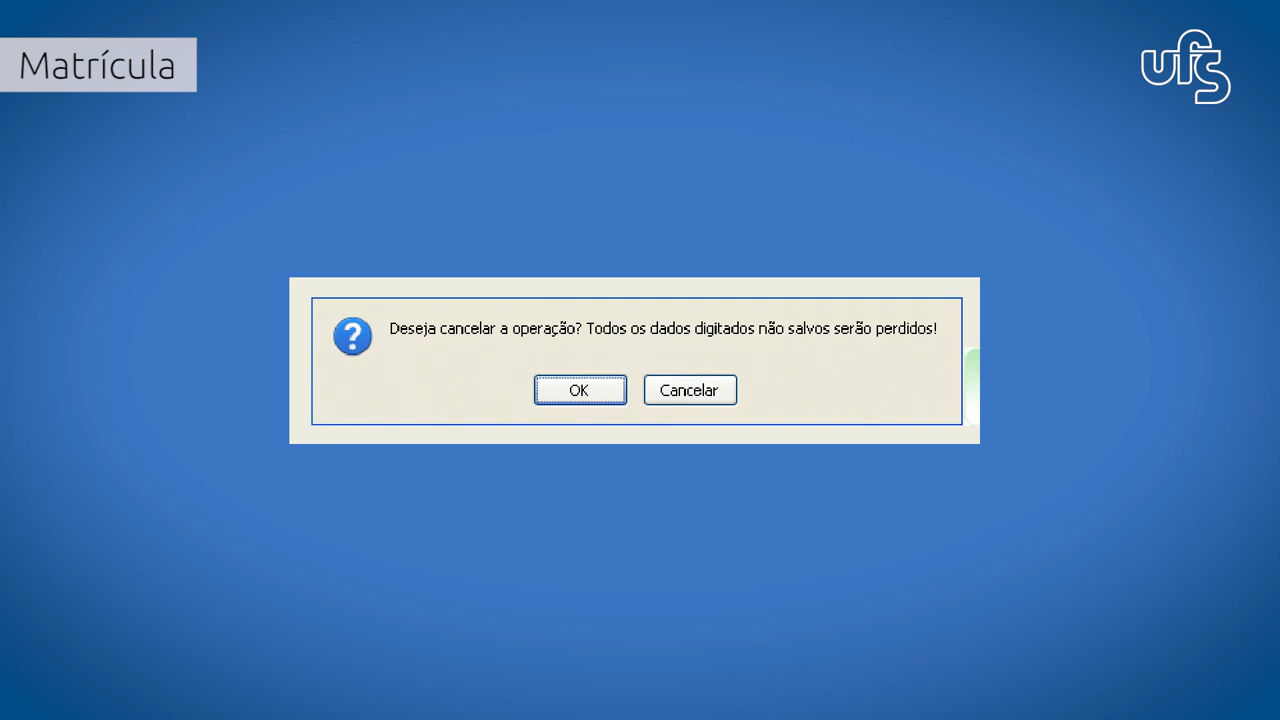 Matrícula
ufs
Deseja cancelar a operação? Todos os dados digitados não salvos serão perdidos!
OK
Cancelar